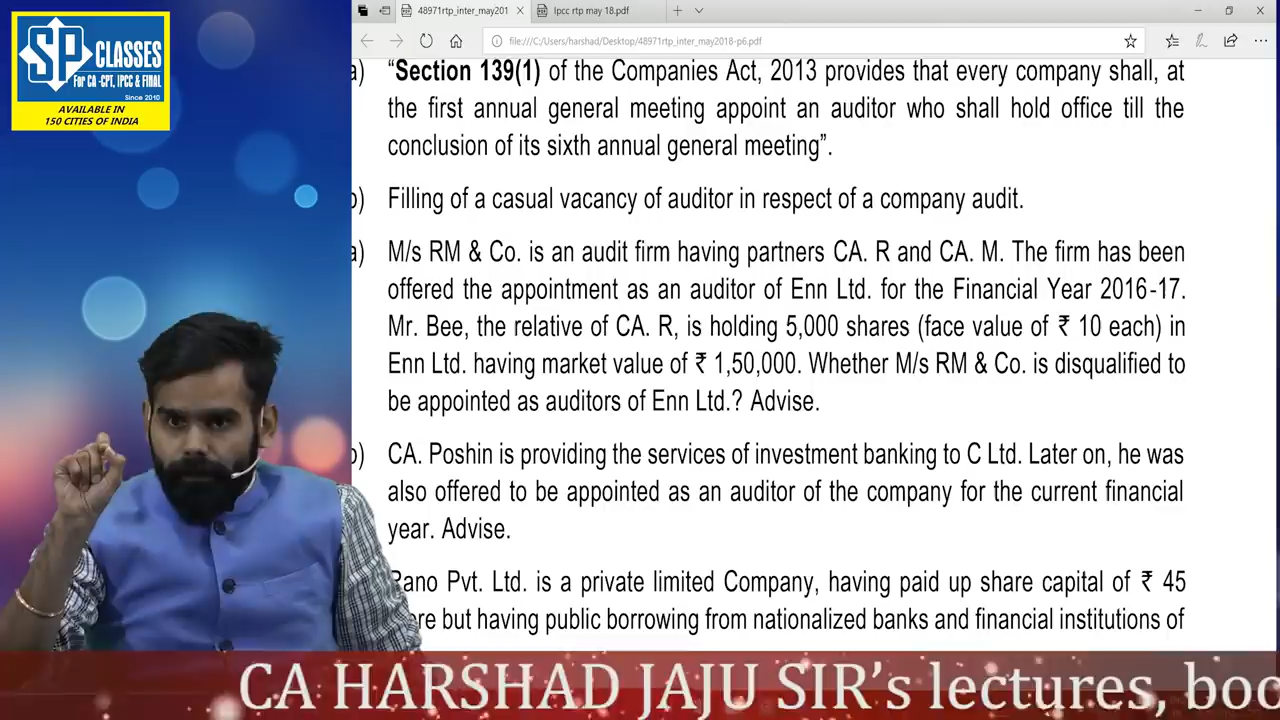 SP
CLASSES
For CA -CPT, IPCC & FINAL
Since 2010
AVAILABLE IN
150 CITIES OF INDIA
48971rtp_inter_may201
Ipcc rtp may 18.pdf
file:///C:/Users/harshad/Desktop/48971rtp_inter_may2018-p6.pdf
a) “Section 139(1) of the Companies Act, 2013 provides that every company shall, at
the first annual general meeting appoint an auditor who shall hold office till the
conclusion of its sixth annual general meeting”.
Filling of a casual vacancy of auditor in respect of a company audit.
a) M/s RM & Co. is an audit firm having partners CA. R and CA. M. The firm has been
offered the appointment as an auditor of Enn Ltd. for the Financial Year 2016-17.
Mr. Bee, the relative of CA. R, is holding 5,000 shares (face value of ₹ 10 each) in
Enn Ltd. having market value of ₹ 1,50,000. Whether M/s RM & Co. is disqualified to
be appointed as auditors of Enn Ltd.? Advise.
CA. Poshin is providing the services of investment banking to C Ltd. Later on, he was
also offered to be appointed as an auditor of the company for the current financial
year. Advise.
Rano Pvt. Ltd. is a private limited Company, having paid up share capital of ₹ 45
but having public borrowing from nationalized banks and financial institutions of
CA HARSHAD JAJU SIR’s lectures, boo